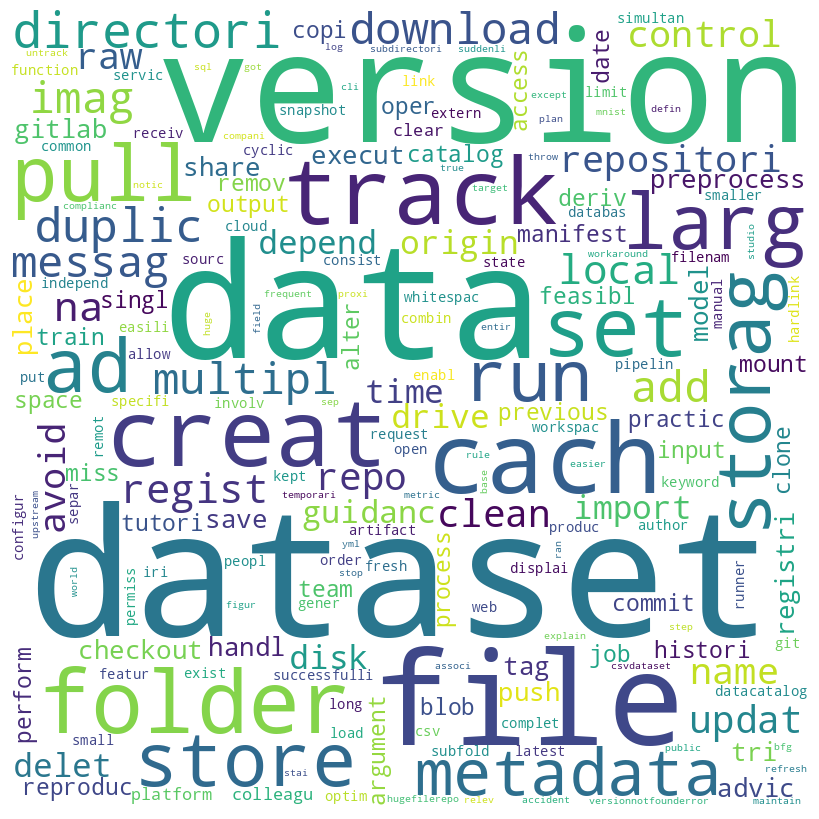 directori
copi
download
simultan
control
untrack
raw
log
subdirectori
suddenli
version
date
function
servic
sql
got
cli
link
except
limit
imag
snapshot
oper
extern
plan
mnist
defin
access
gitlab
receiv
compani
clear
common
cyclic
share
execut
catalog
repositori
pull
notic
remov
true
throw
track
target
deriv
preprocess
complianc
output
smaller
larg
duplic
cloud
databas
depend
origin
manifest
filenam
studio
messag
independ
sourc
consist
state
workaround
data
local
place
na
singl
frequent
proxi
whitespac
feasibl
set
model
manual
hardlink
train
easili
huge
field
combin
storag
ad
allow
alter
entir
put
multipl
time
enabl
run
pipelin
mount
space
specifi
involv
sep
drive
previous
add
creat
request
workspac
practic
remot
avoid
open
cach
rule
easier
input
clone
miss
kept
repo
base
keyword
configur
upstream
separ
regist
temporari
metric
import
tutori
save
guidanc
clean
author
registri
artifact
produc
peopl
order
yml
ran
world
permiss
iri
stop
fresh
displai
runner
team
process
web
gener
figur
dataset
commit
git
checkout
handl
disk
explain
step
associ
csvdataset
job
histori
perform
featur
exist
successfulli
tag
name
folder
long
file
push
datacatalog
small
load
blob
complet
updat
store
argument
csv
public
bfg
delet
stai
subfold
latest
tri
metadata
refresh
reproduc
advic
platform
colleagu
optim
hugefilerepo
relev
accident
versionnotfounderror
maintain